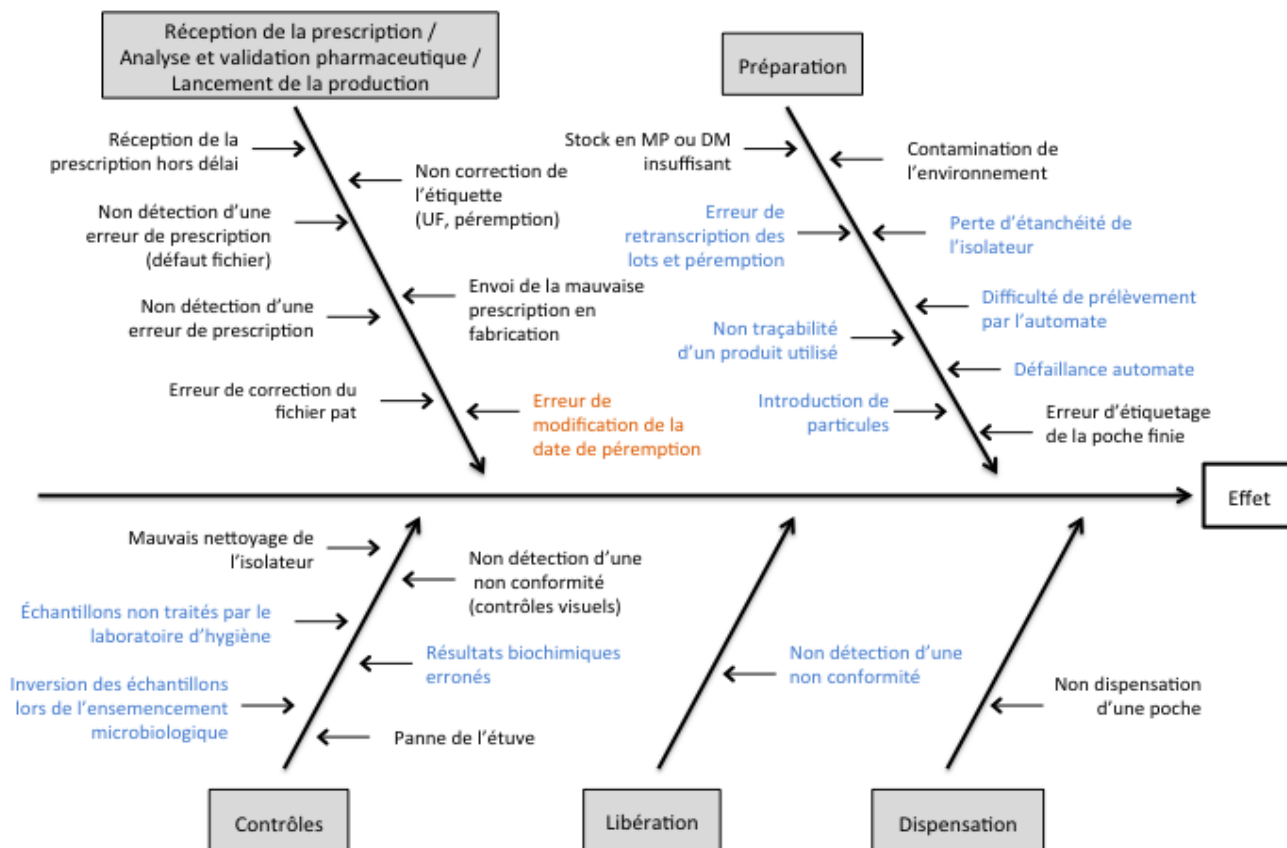 Réception de la prescription /
Analyse et validation pharmaceutique /
Lancement de la production
Préparation
Réception de la
prescription hors délai
Non correction de
l'étiquette
(UF, péremption)
Non détection d'une
erreur de prescription
(défaut fichier)
Envoi de la mauvaise
prescription en
fabrication
Non détection d'une
erreur de prescription
Erreur de correction du
fichier pat
Erreur de
modification de la
date de péremption
Stock en MP ou DM
insuffisant
Contamination de
l'environnement
Erreur de
retranscription des
lots et péremption
Perte d'étanchéité de
l'isolateur
Difficulté de prélèvement
par l'automate
Non traçabilité
d'un produit utilisé
Défaillance automate
Introduction de
particules
Erreur d'étiquetage
de la poche finie
Effet
Mauvais nettoyage de
l'isolateur
Non détection d'une
non conformité
(contrôles visuels)
Échantillons non traités par le
laboratoire d'hygiène
Résultats biochimiques
erronés
Inversion des échantillons
lors de l'ensemencement
microbiologique
Panne de l'étuve
Non détection d'une
non conformité
Non dispensation
d'une poche
Contrôles
Libération
Dispensation